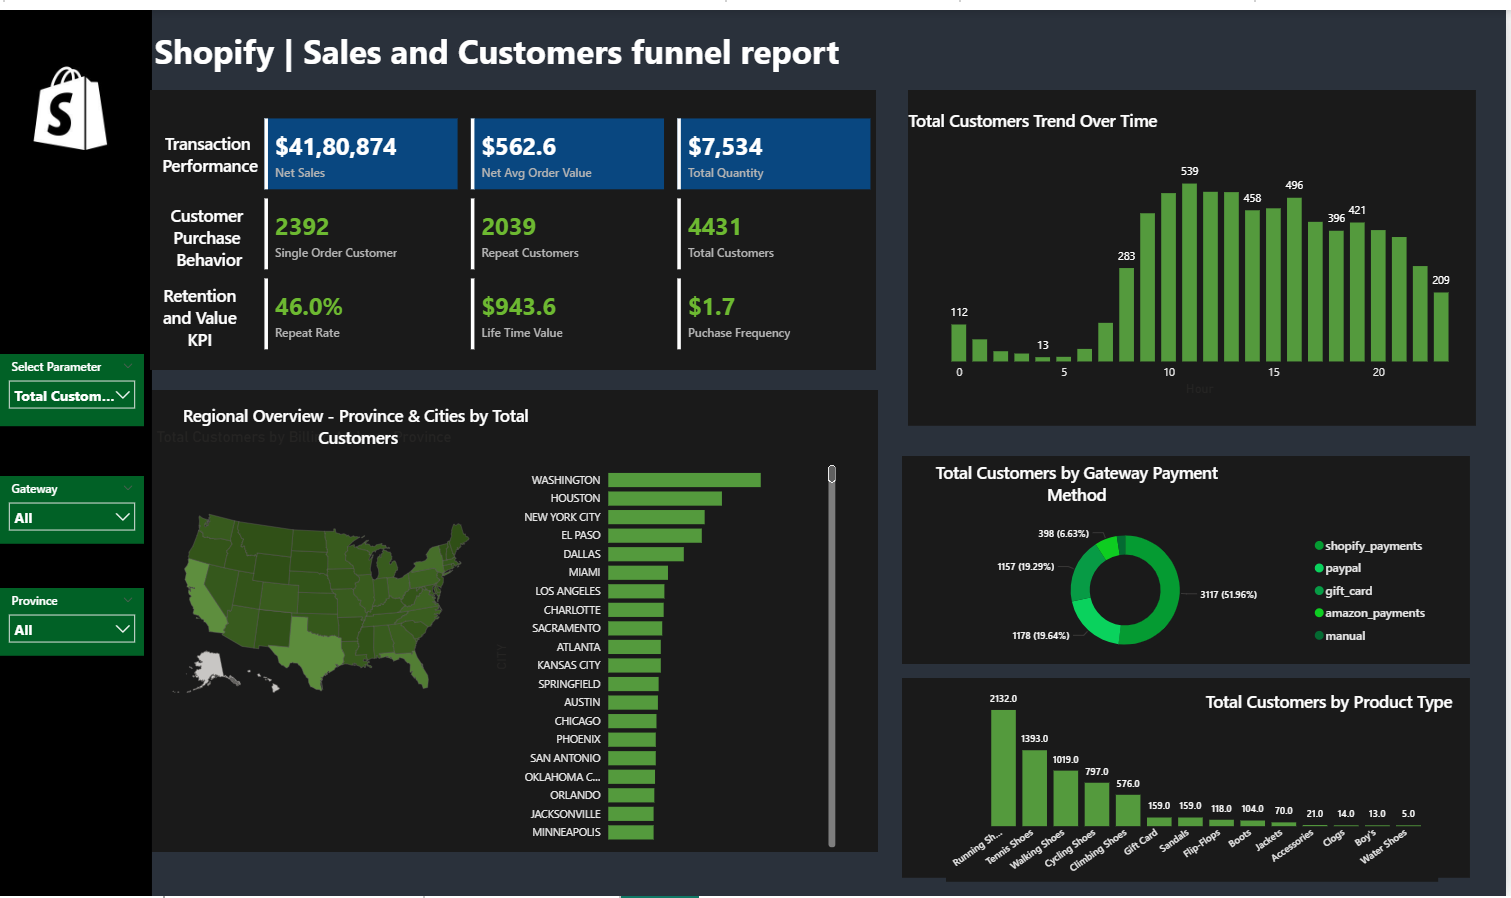 Shopify | Sales and Customers funnel report
S
Transaction
Performance
$41,80,874
Net Sales
$562.6
Net Avg Order Value
$7,534
Total Quantity
Customer
Purchase
Behavior
2392
Single Order Customer
2039
Repeat Customers
4431
Total Customers
Retention
and Value
KPI
46.0%
Repeat Rate
$943.6
Life Time Value
$1.7
Puchase Frequency
Select Parameter
Total Custom...
Gateway
All
Province
All
Total Customers Trend Over Time
112
13
283
539
458
496
396
421
209
0
5
10
15
20
Hour
Regional Overview - Province & Cities by Total
Customers
Total Customers by Province
CITY
WASHINGTON
HOUSTON
NEW YORK CITY
EL PASO
DALLAS
MIAMI
LOS ANGELES
CHARLOTTE
SACRAMENTO
ATLANTA
KANSAS CITY
SPRINGFIELD
AUSTIN
CHICAGO
PHOENIX
SAN ANTONIO
OKLAHOMA C...
ORLANDO
JACKSONVILLE
MINNEAPOLIS
Total Customers by Gateway Payment
Method
398 (6.63%)
1157 (19.29%)
1178 (19.64%)
3117 (51.96%)
shopify_payments
paypal
gift_card
amazon_payments
manual
Total Customers by Product Type
2132.0
1393.0
1019.0
797.0
576.0
159.0
159.0
118.0
104.0
70.0
21.0
14.0
13.0
5.0
Running Sh...
Tennis Shoes
Walking Shoes
Cycling Shoes
Climbing Shoes
Gift Card
Sandals
Flip-Flops
Boots
Jackets
Accessories
Clogs
Boy's
Water Shoes